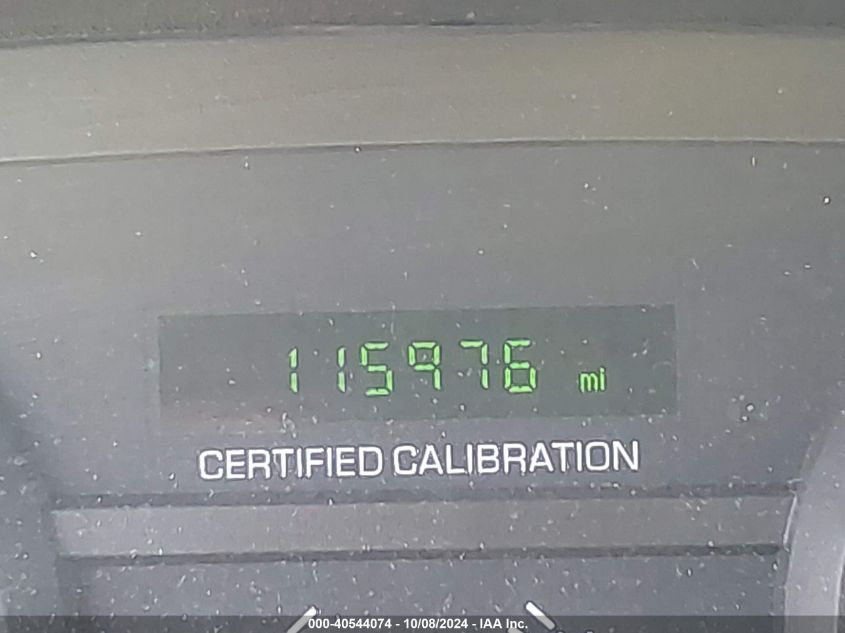 115976 mi
CERTIFIED CALIBRATION
000-40544074 - 10/08/2024 - IAA Inc.